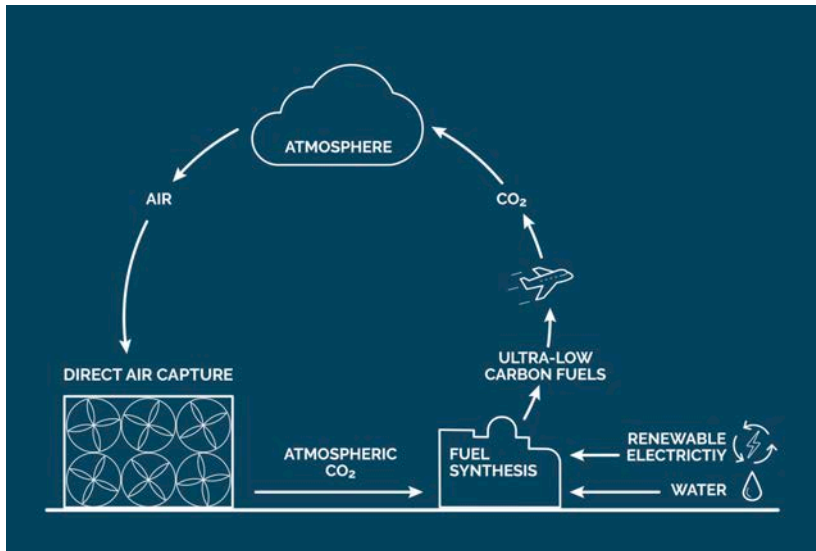 ATMOSPHERE
AIR
CO₂
DIRECT AIR CAPTURE
ULTRA-LOW
CARBON FUELS
ATMOSPHERIC
CO₂
FUEL
SYNTHESIS
RENEWABLE
ELECTRICTIY
WATER